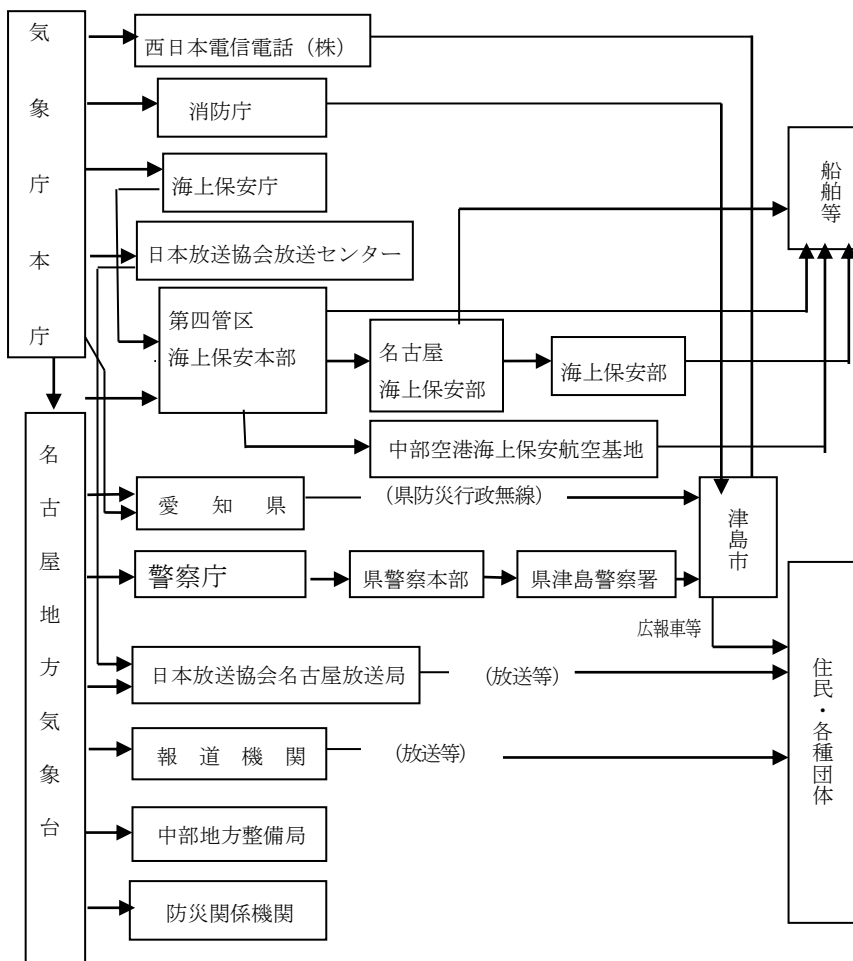 気象庁本庁
西日本電信電話（株）
消防庁
海上保安庁
日本放送協会放送センター
第四管区
海上保安本部
名古屋
海上保安部
海上保安部
中部空港海上保安航空基地
船舶等
名古屋地方気象台
愛知県
（県防災行政無線）
津島市
警察庁
県警察本部
県津島警察署
広報車等
日本放送協会名古屋放送局
（放送等）
報道機関
（放送等）
住民・各種団体
中部地方整備局
防災関係機関